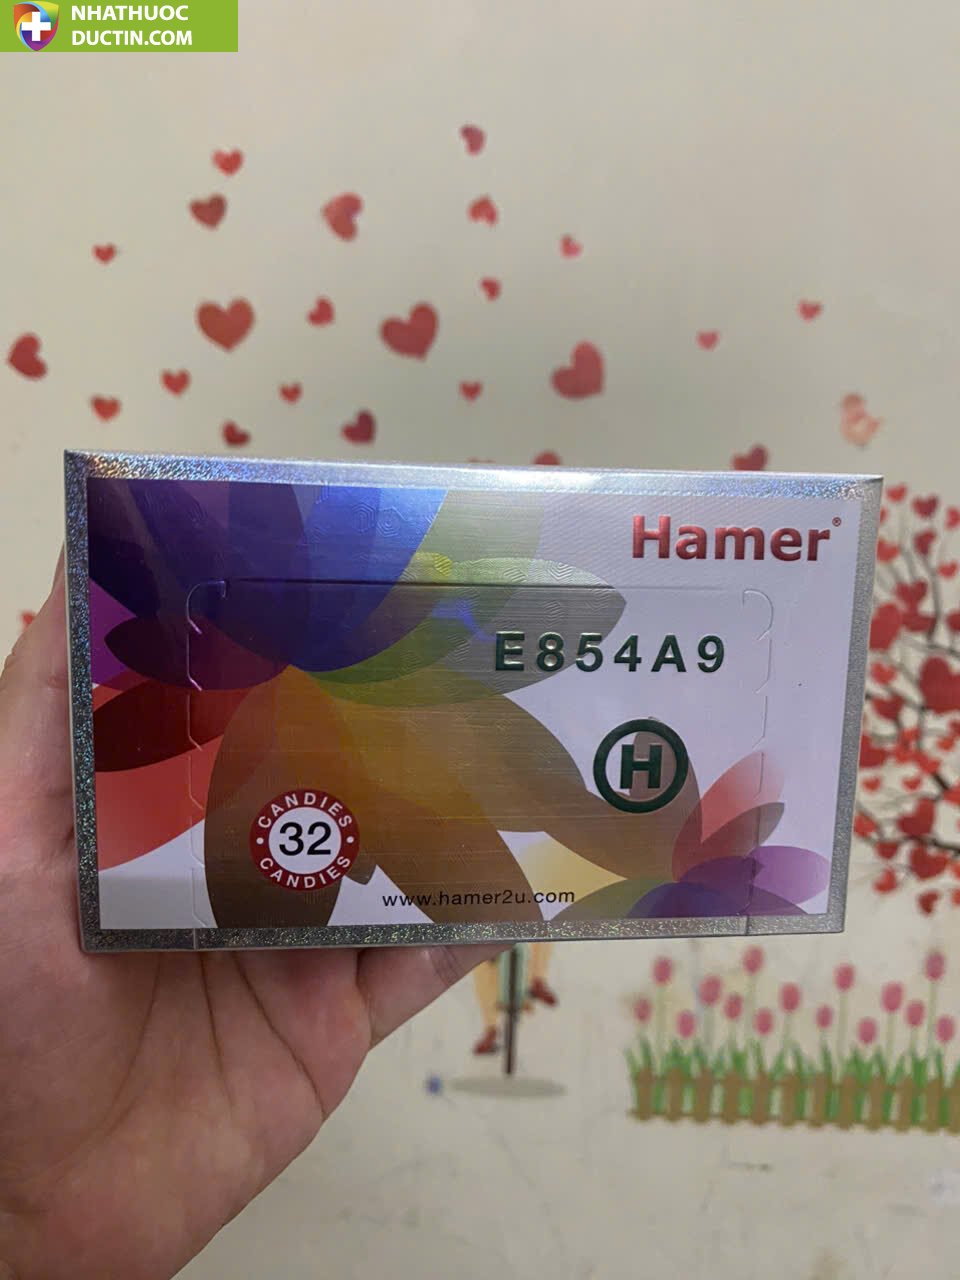 NHATHUOC
DUCTIN.COM
Hamer®
E854A9
H
CANDIES
32
CANDIES
www.hamer2u.com